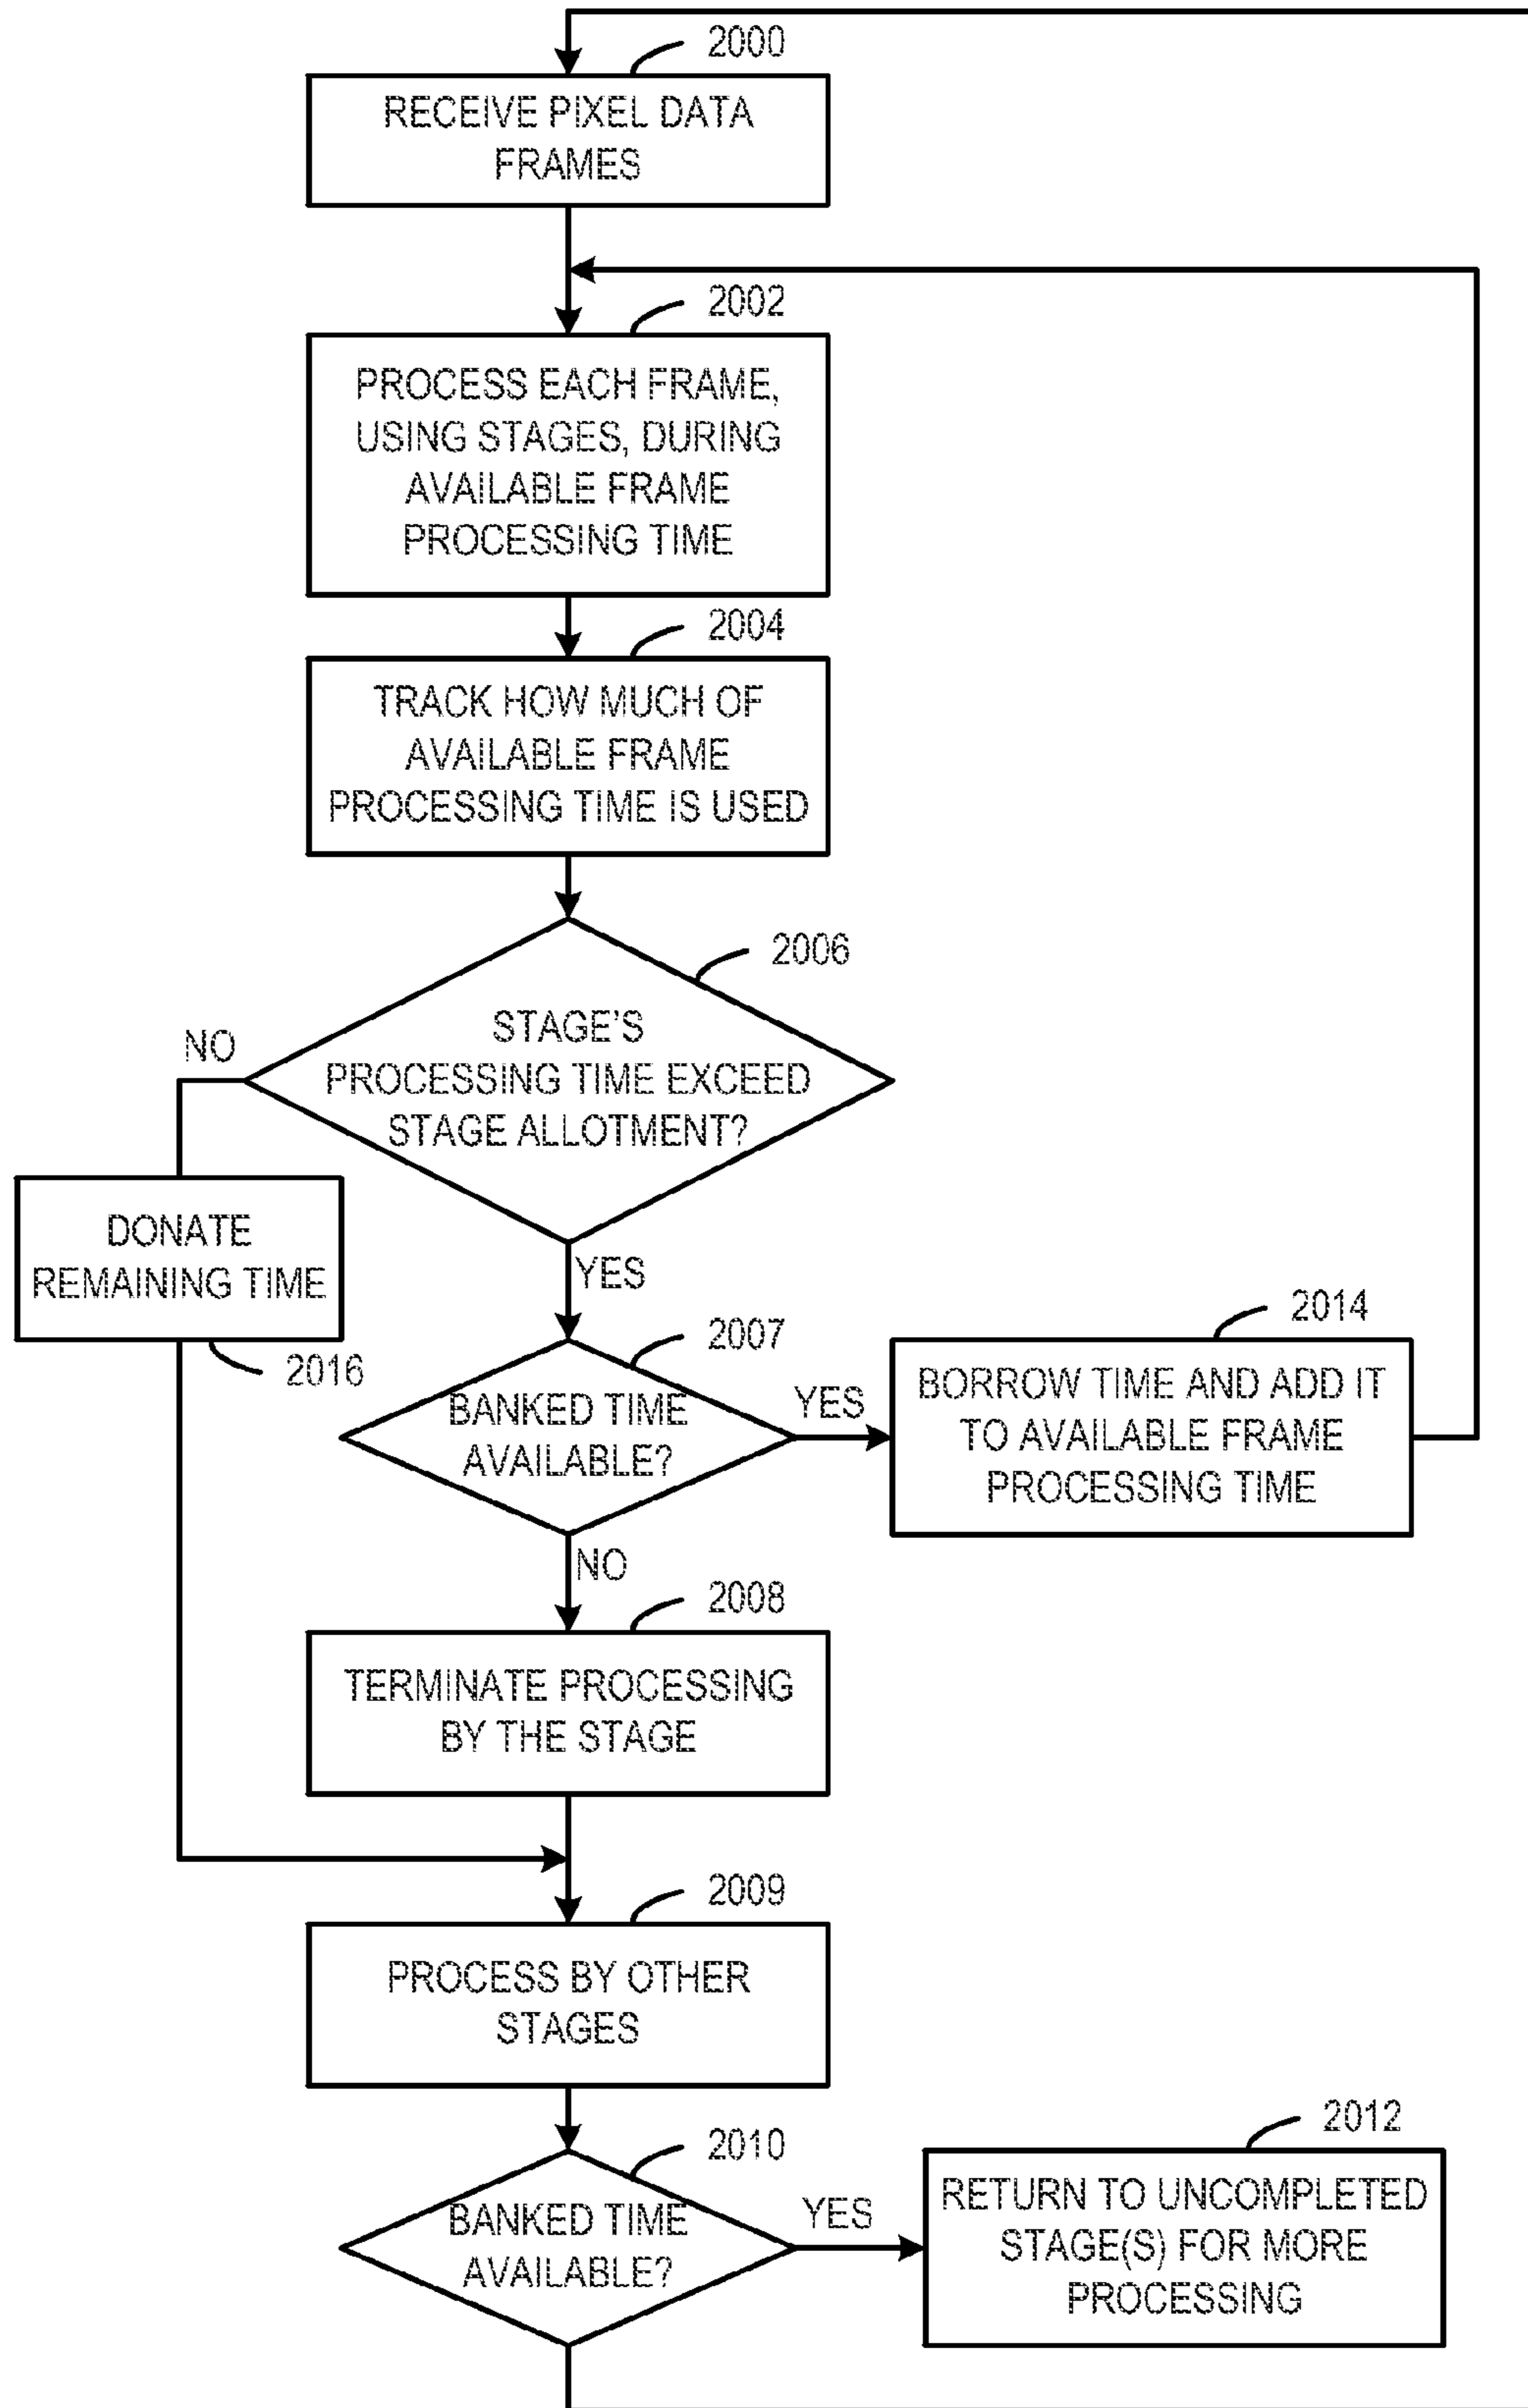 2000
RECEIVE PIXEL DATA
FRAMES
2002
PROCESS EACH FRAME,
USING STAGES, DURING
AVAILABLE FRAME
PROCESSING TIME
2004
TRACK HOW MUCH OF
AVAILABLE FRAME
PROCESSING TIME IS USED
2006
STAGE'S
PROCESSING TIME EXCEED
STAGE ALLOTMENT?
NO
DONATE
REMAINING TIME
2016
YES
2007
BANKED TIME
AVAILABLE?
YES
2014
BORROW TIME AND ADD IT
TO AVAILABLE FRAME
PROCESSING TIME
NO
2008
TERMINATE PROCESSING
BY THE STAGE
2009
PROCESS BY OTHER
STAGES
2010
BANKED TIME
AVAILABLE?
YES
2012
RETURN TO UNCOMPLETED
STAGE(S) FOR MORE
PROCESSING